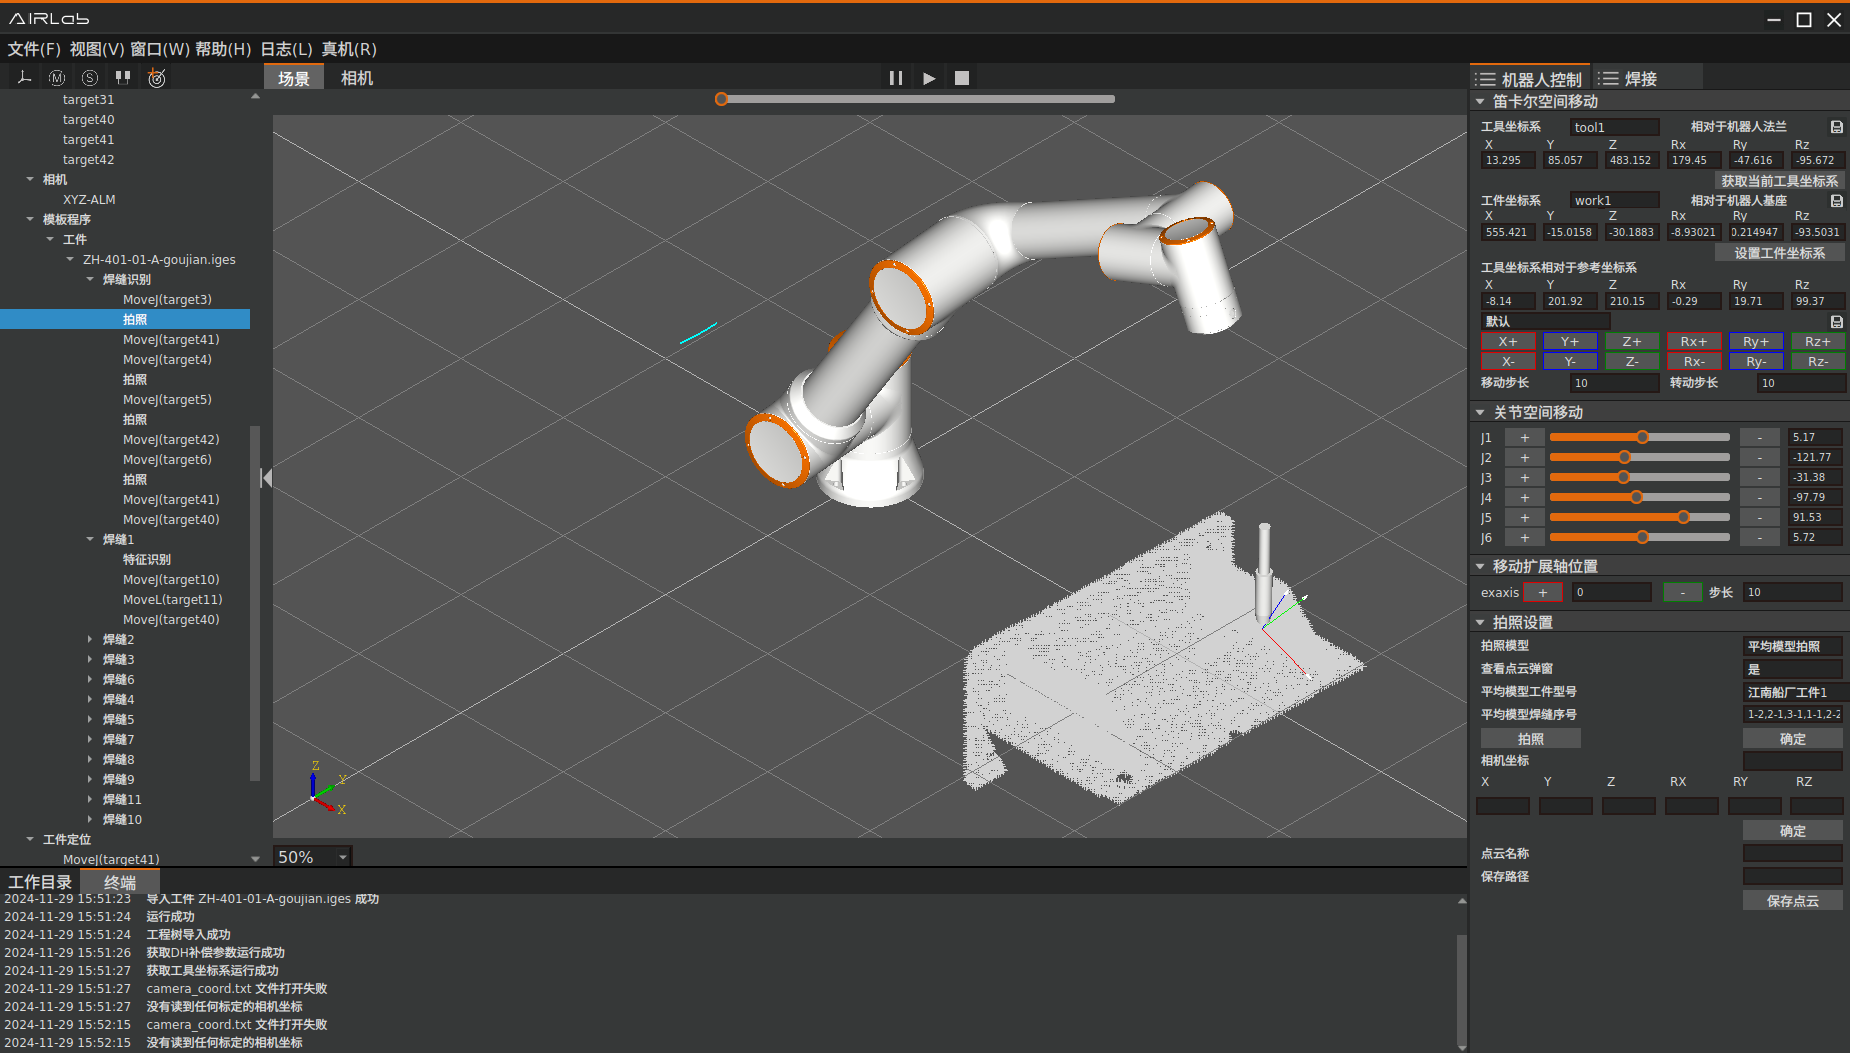 AIRLab
文件(F) 视图(V) 窗口(W) 帮助(H) 日志(L) 真机(R)
M S
场景 相机
target31
target40
target41
target42
相机
XYZ-ALM
模板程序
工件
ZH-401-01-A-goujian.iges
焊缝识别
MoveJ(target3)
拍照
MoveJ(target41)
MoveJ(target4)
拍照
MoveJ(target5)
拍照
MoveJ(target42)
MoveJ(target6)
拍照
MoveJ(target41)
MoveJ(target40)
焊缝1
特征识别
MoveJ(target10)
MoveL(target11)
MoveJ(target40)
焊缝2
焊缝3
焊缝6
焊缝4
焊缝5
焊缝7
焊缝8
焊缝9
焊缝11
焊缝10
工件定位
MoveJ(target41)
Z
Y
X
50%
机器人控制 焊接
笛卡尔空间移动
工具坐标系 tool1 相对于机器人法兰
X Y Z Rx Ry Rz
13.295 85.057 483.152 179.45 -47.616 -95.672
获取当前工具坐标系
工件坐标系 work1 相对于机器人基座
X Y Z Rx Ry Rz
555.421 -15.0158 -30.1883 -8.93021 0.214947 -93.5031
设置工件坐标系
工具坐标系相对于参考坐标系
X Y Z Rx Ry Rz
-8.14 201.92 210.15 -0.29 19.71 99.37
默认
X+ Y+ Z+ Rx+ Ry+ Rz+
X- Y- Z- Rx- Ry- Rz-
移动步长 10 转动步长 10
关节空间移动
J1 + - 5.17
J2 + - -121.77
J3 + - -31.38
J4 + - -97.79
J5 + - 91.53
J6 + - 5.72
移动扩展轴位置
exaxis + 0 - 步长 10
拍照设置
拍照模型 平均模型拍照
查看点云弹窗 是
平均模型工件型号 江南船厂工件1
平均模型焊缝序号 1-2,2-1,3-1,1-1,2-2
拍照 确定
相机坐标
X Y Z RX RY RZ
确定
点云名称
保存路径
保存点云
工作目录 终端
2024-11-29 15:51:23 导入工件 ZH-401-01-A-goujian.iges 成功
2024-11-29 15:51:24 运行成功
2024-11-29 15:51:24 工程树导入成功
2024-11-29 15:51:26 获取DH补偿参数运行成功
2024-11-29 15:51:27 获取工具坐标系运行成功
2024-11-29 15:51:27 camera_coord.txt 文件打开失败
2024-11-29 15:51:27 没有读到任何标定的相机坐标
2024-11-29 15:52:15 camera_coord.txt 文件打开失败
2024-11-29 15:52:15 没有读到任何标定的相机坐标